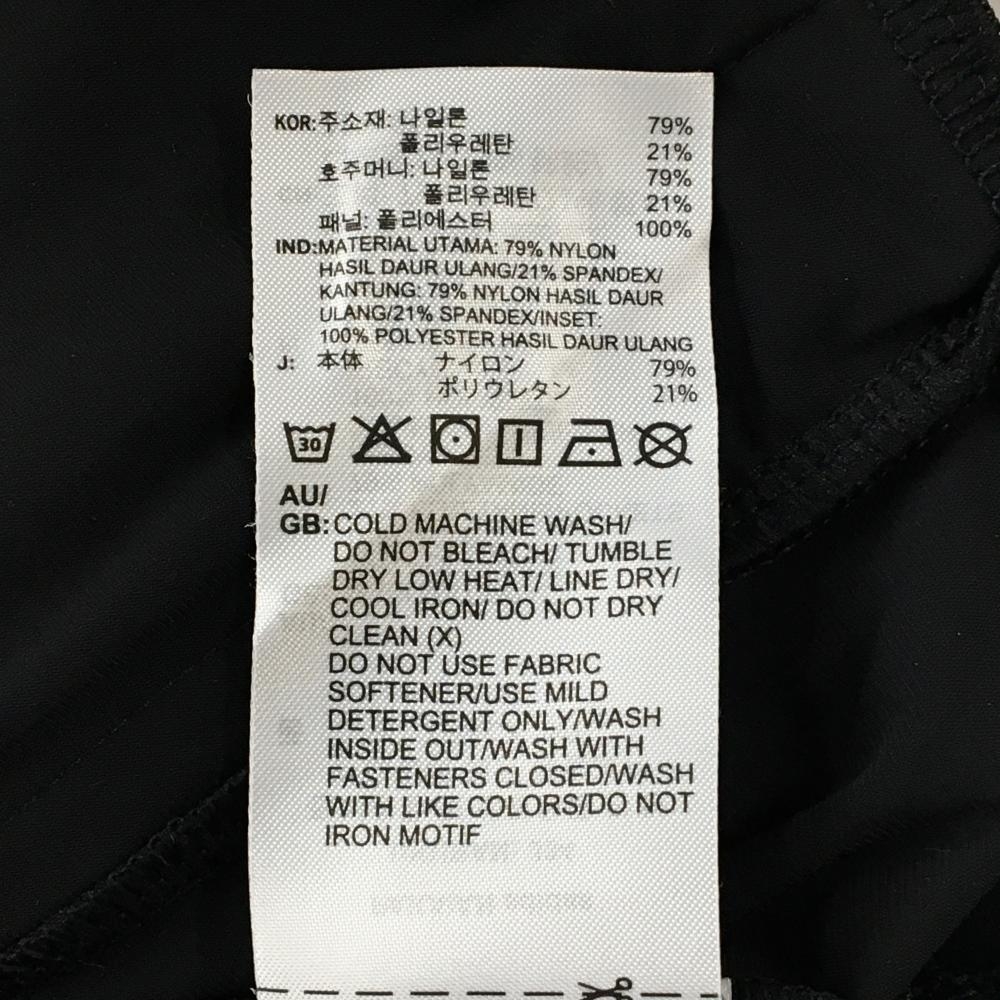 KOR:주소재: 나일론 79%
폴리우레탄 21%
호주머니: 나일론 79%
폴리우레탄 21%
패널: 폴리에스터 100%
IND:MATERIAL UTAMA: 79% NYLON
HASIL DAUR ULANG/21% SPANDEX/
KANTUNG: 79% NYLON HASIL DAUR
ULANG/21% SPANDEX/INSET:
100% POLYESTER HASIL DAUR ULANG
J: 本体 ナイロン 79%
ポリウレタン 21%
30
AU/
GB:COLD MACHINE WASH/
DO NOT BLEACH/ TUMBLE
DRY LOW HEAT/ LINE DRY/
COOL IRON/ DO NOT DRY
CLEAN (X)
DO NOT USE FABRIC
SOFTENER/USE MILD
DETERGENT ONLY/WASH
INSIDE OUT/WASH WITH
FASTENERS CLOSED/WASH
WITH LIKE COLORS/DO NOT
IRON MOTIF